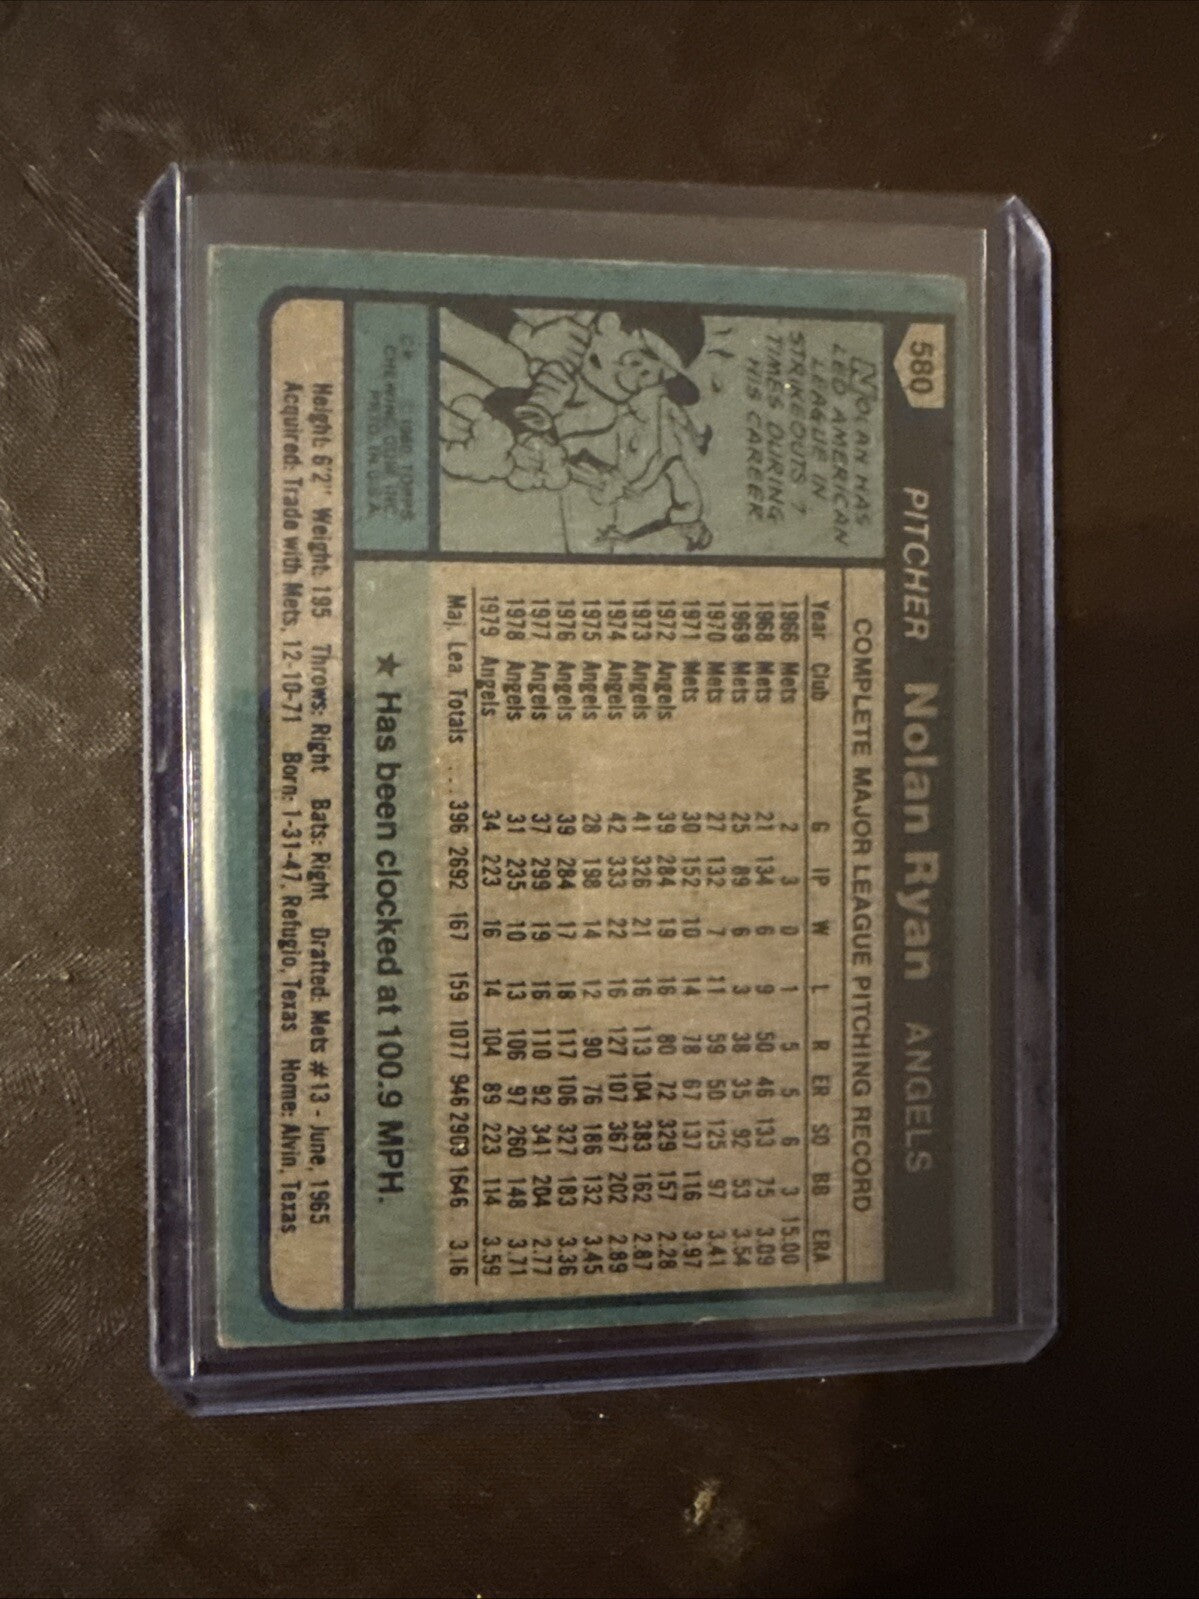 580 PITCHER Nolan Ryan ANGELS
NOLAN HAS
LED AMERICAN
LEAGUE IN
STRIKEOUTS 7
TIMES DURING
HIS CAREER
COMPLETE MAJOR LEAGUE PITCHING RECORD
Year Club G IP W L R ER SO BB ERA
1966 Mets 2 3 0 1 5 5 6 3 15.00
1968 Mets 21 134 6 9 50 46 133 75 3.09
1969 Mets 25 89 6 3 38 35 92 53 3.54
1970 Mets 27 132 7 11 59 50 125 97 3.41
1971 Mets 30 152 10 14 78 67 137 116 3.97
1972 Angels 39 284 19 16 80 72 329 157 2.28
1973 Angels 41 326 21 16 113 104 383 162 2.87
1974 Angels 42 333 22 16 127 107 367 202 2.89
1975 Angels 28 198 14 12 90 76 186 132 3.45
1976 Angels 39 284 17 18 117 106 327 183 3.36
1977 Angels 37 299 19 16 110 92 341 204 2.77
1978 Angels 31 235 10 13 106 97 260 148 3.71
1979 Angels 34 223 16 14 104 89 223 114 3.59
Maj. Lea. Totals ... 396 2692 167 159 1077 946 2903 1646 3.16
© 1980 TOPPS
CHEWING GUM, INC.
PRTD. IN U.S.A.
★ Has been clocked at 100.9 MPH.
Height: 6'2" Weight: 195 Throws: Right Bats: Right Drafted: Mets #13 - June, 1965
Acquired: Trade with Mets, 12-10-71 Born: 1-31-47, Refugio, Texas Home: Alvin, Texas